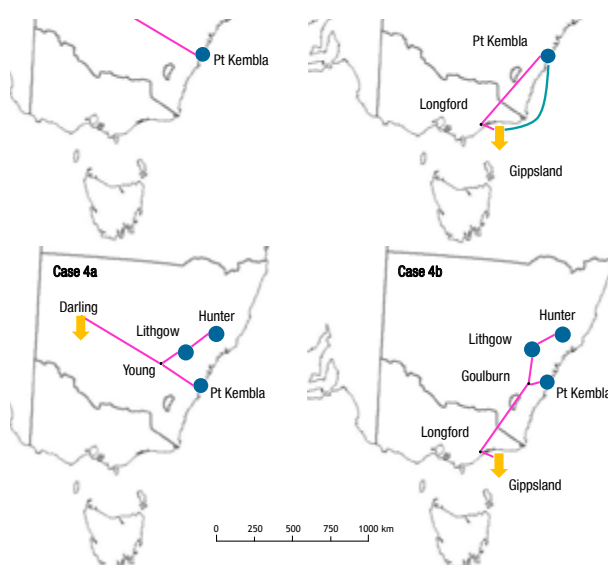 Pt Kembla
Pt Kembla
Longford
Gippsland
Case 4a
Darling
Hunter
Lithgow
Young
Pt Kembla
Case 4b
Hunter
Lithgow
Goulburn
Pt Kembla
Longford
Gippsland
0 250 500 750 1000 km